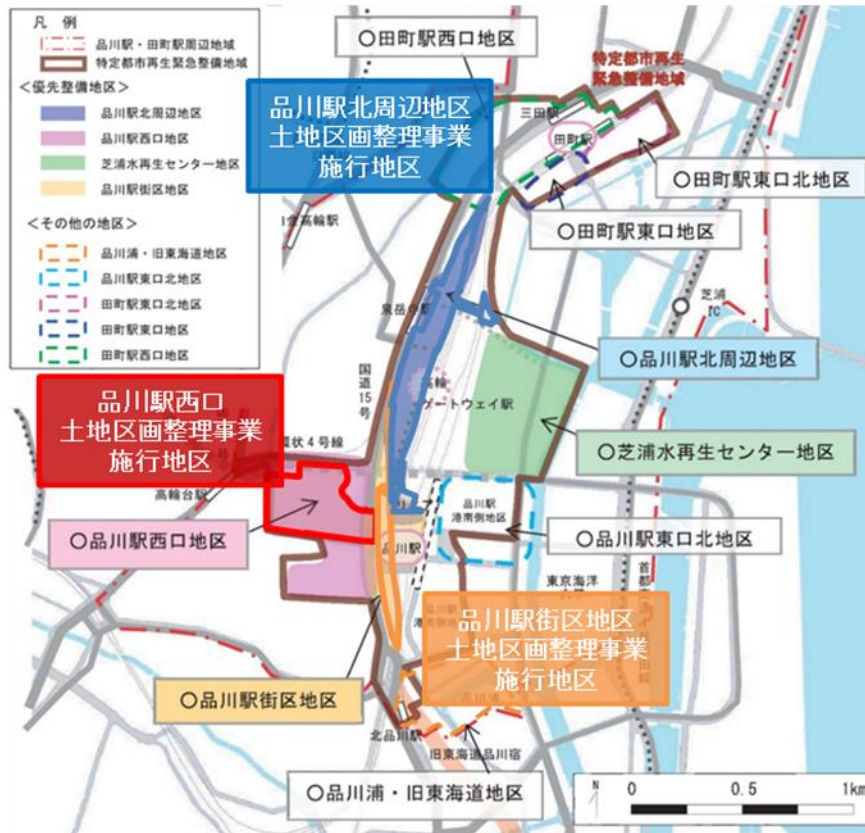 凡 例
品川駅・田町駅周辺地域
特定都市再生緊急整備地域
<優先整備地区>
品川駅北周辺地区
品川駅西口地区
芝浦水再生センター地区
品川駅街区地区
<その他の地区>
品川浦・旧東海道地区
品川駅東口北地区
田町駅東口北地区
田町駅東口地区
田町駅西口地区
○田町駅西口地区
特定都市再生
緊急整備地域
品川駅北周辺地区
土地区画整理事業
施行地区
三田駅
田町駅
○田町駅東口北地区
○田町駅東口地区
金高輪駅
泉岳寺駅
芝浦
IC
○品川駅北周辺地区
国道15号
高輪
ゲートウェイ駅
品川駅西口
土地区画整理事業
施行地区
環状4号線
○芝浦水再生センター地区
高輪台駅
品川駅
港南側地区
○品川駅西口地区
○品川駅東口北地区
品川駅
東京海洋
品川駅街区地区
土地区画整理事業
施行地区
○品川駅街区地区
品川浦
北品川駅
旧東海道品川宿
○品川浦・旧東海道地区
N
0 0.5 1km